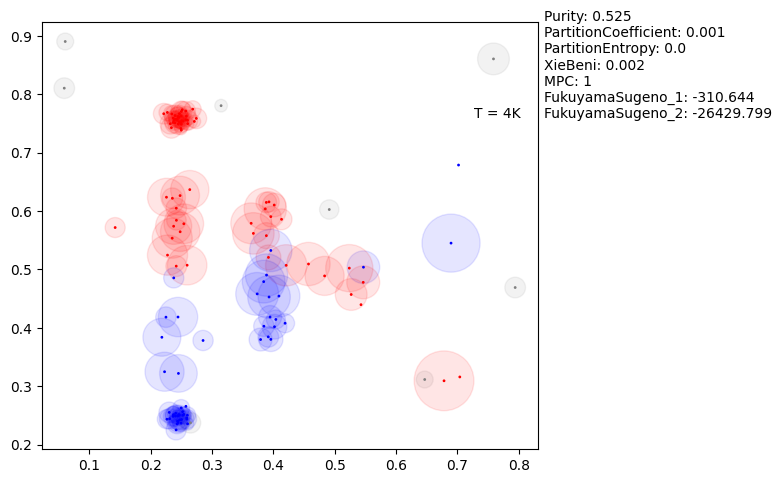 Purity: 0.525
PartitionCoefficient: 0.001
PartitionEntropy: 0.0
XieBeni: 0.002
MPC: 1
FukuyamaSugeno_1: -310.644
FukuyamaSugeno_2: -26429.799
T = 4K
0.9
0.8
0.7
0.6
0.5
0.4
0.3
0.2
0.1 0.2 0.3 0.4 0.5 0.6 0.7 0.8